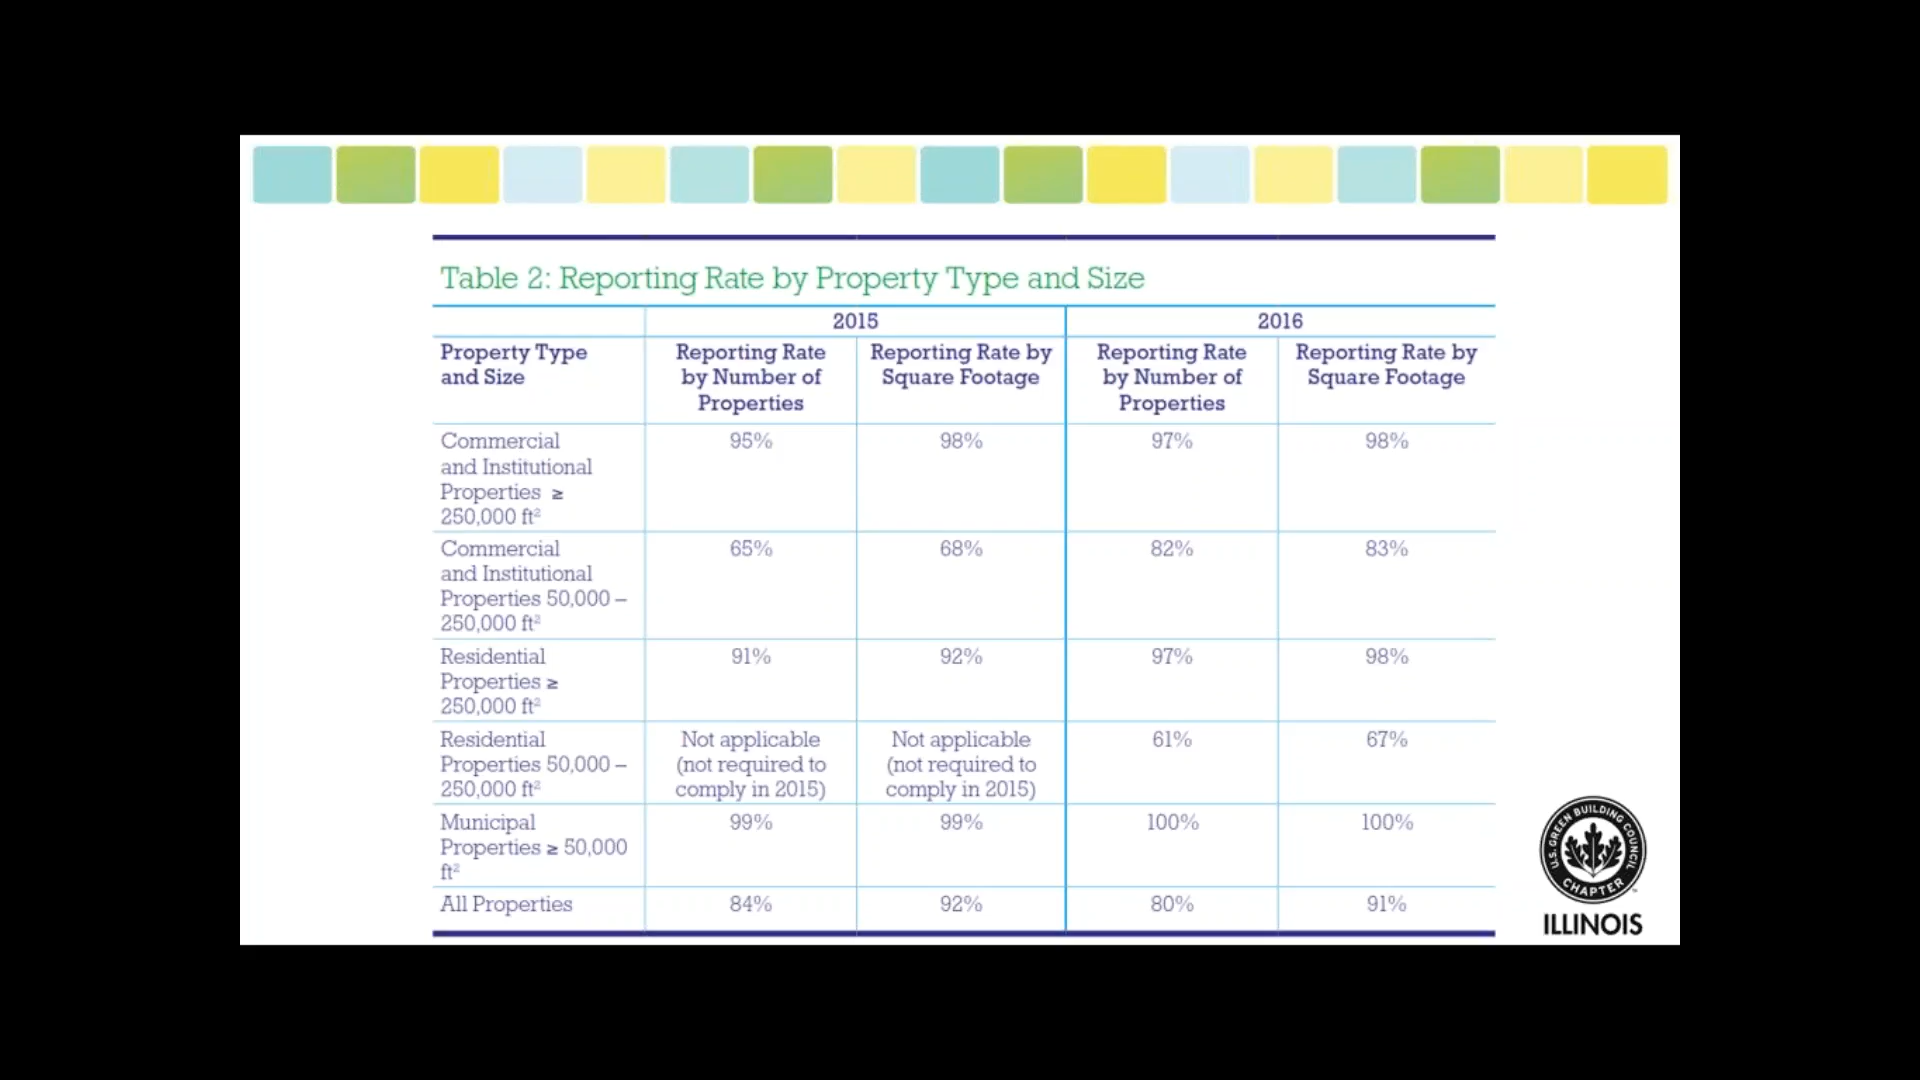 Table 2: Reporting Rate by Property Type and Size
2015
2016
Property Type
and Size
Reporting Rate
by Number of
Properties
Reporting Rate by
Square Footage
Reporting Rate
by Number of
Properties
Reporting Rate by
Square Footage
Commercial
and Institutional
Properties ≥
250,000 ft²
95%
98%
97%
98%
Commercial
and Institutional
Properties 50,000 –
250,000 ft²
65%
68%
82%
83%
Residential
Properties ≥
250,000 ft²
91%
92%
97%
98%
Residential
Properties 50,000 –
250,000 ft²
Not applicable
(not required to
comply in 2015)
Not applicable
(not required to
comply in 2015)
61%
67%
Municipal
Properties ≥ 50,000
ft²
99%
99%
100%
100%
All Properties
84%
92%
80%
91%
U.S. GREEN BUILDING COUNCIL
CHAPTER
ILLINOIS